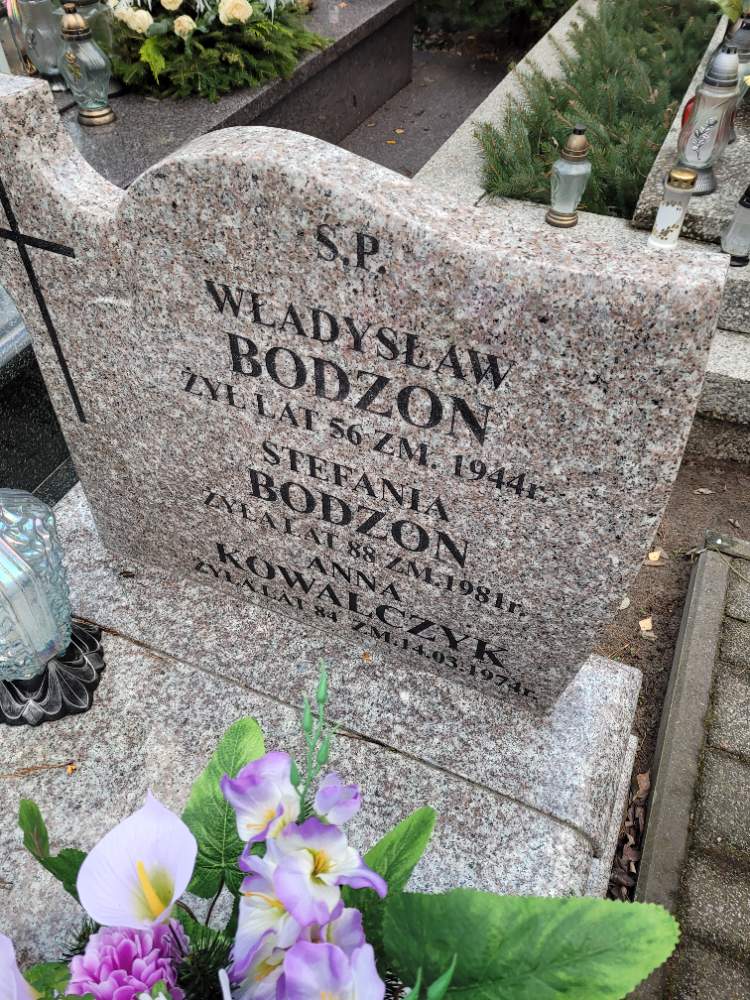 S.P.
WŁADYSŁAW
BODZON
ŻYŁ LAT 56 ZM. 1944r.
STEFANIA
BODZON
ŻYŁA LAT 88 ZM.1981r.
ANNA
KOWALCZYK
ŻYŁA LAT 84 ZM.14.03.1974r.